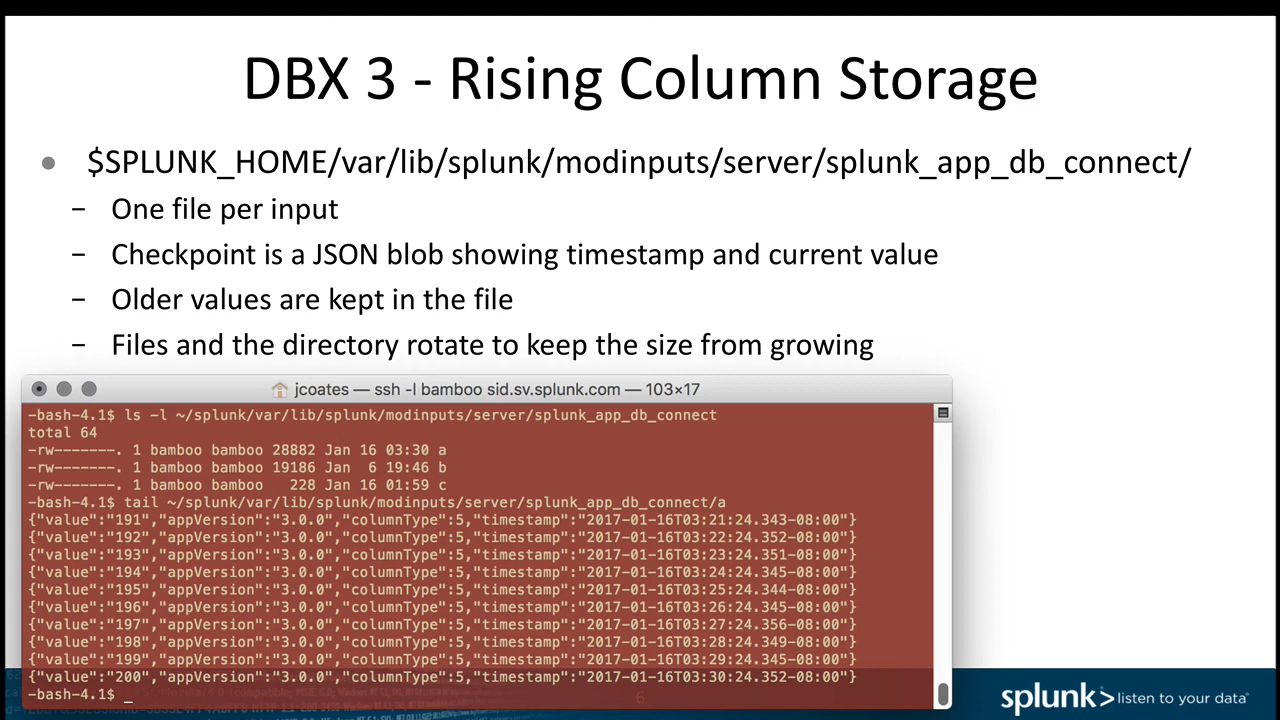 DBX 3 - Rising Column Storage
$SPLUNK_HOME/var/lib/splunk/modinputs/server/splunk_app_db_connect/
One file per input
Checkpoint is a JSON blob showing timestamp and current value
Older values are kept in the file
Files and the directory rotate to keep the size from growing
jcoates — ssh -l bamboo sid.sv.splunk.com — 103×17
-bash-4.1$ ls -l ~/splunk/var/lib/splunk/modinputs/server/splunk_app_db_connect
total 64
-rw-------. 1 bamboo bamboo 28882 Jan 16 03:30 a
-rw-------. 1 bamboo bamboo 19186 Jan  6 19:46 b
-rw-------. 1 bamboo bamboo   228 Jan 16 01:59 c
-bash-4.1$ tail ~/splunk/var/lib/splunk/modinputs/server/splunk_app_db_connect/a
{"value":"191","appVersion":"3.0.0","columnType":5,"timestamp":"2017-01-16T03:21:24.343-08:00"}
{"value":"192","appVersion":"3.0.0","columnType":5,"timestamp":"2017-01-16T03:22:24.352-08:00"}
{"value":"193","appVersion":"3.0.0","columnType":5,"timestamp":"2017-01-16T03:23:24.351-08:00"}
{"value":"194","appVersion":"3.0.0","columnType":5,"timestamp":"2017-01-16T03:24:24.345-08:00"}
{"value":"195","appVersion":"3.0.0","columnType":5,"timestamp":"2017-01-16T03:25:24.344-08:00"}
{"value":"196","appVersion":"3.0.0","columnType":5,"timestamp":"2017-01-16T03:26:24.345-08:00"}
{"value":"197","appVersion":"3.0.0","columnType":5,"timestamp":"2017-01-16T03:27:24.356-08:00"}
{"value":"198","appVersion":"3.0.0","columnType":5,"timestamp":"2017-01-16T03:28:24.349-08:00"}
{"value":"199","appVersion":"3.0.0","columnType":5,"timestamp":"2017-01-16T03:29:24.345-08:00"}
{"value":"200","appVersion":"3.0.0","columnType":5,"timestamp":"2017-01-16T03:30:24.352-08:00"}
-bash-4.1$ _
6
splunk> listen to your data®